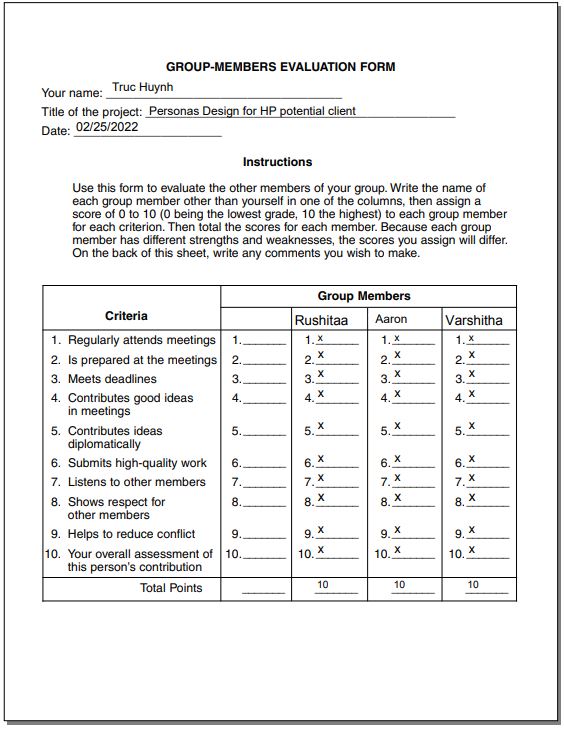 GROUP-MEMBERS EVALUATION FORM
Your name: Truc Huynh
Title of the project: Personas Design for HP potential client
Date: 02/25/2022
Instructions
Use this form to evaluate the other members of your group. Write the name of
each group member other than yourself in one of the columns, then assign a
score of 0 to 10 (0 being the lowest grade, 10 the highest) to each group member
for each criterion. Then total the scores for each member. Because each group
member has different strengths and weaknesses, the scores you assign will differ.
On the back of this sheet, write any comments you wish to make.
Group Members
Criteria Rushitaa Aaron Varshitha
1. Regularly attends meetings 1. 1. x 1. x 1. x
2. Is prepared at the meetings 2. 2. x 2. x 2. x
3. Meets deadlines 3. 3. x 3. x 3. x
4. Contributes good ideas 4. 4. x 4. x 4. x
in meetings
5. Contributes ideas 5. 5. x 5. x 5. x
diplomatically
6. Submits high-quality work 6. 6. x 6. x 6. x
7. Listens to other members 7. 7. x 7. x 7. x
8. Shows respect for 8. 8. x 8. x 8. x
other members
9. Helps to reduce conflict 9. 9. x 9. x 9. x
10. Your overall assessment of 10. 10. x 10. x 10. x
this person's contribution
Total Points 10 10 10